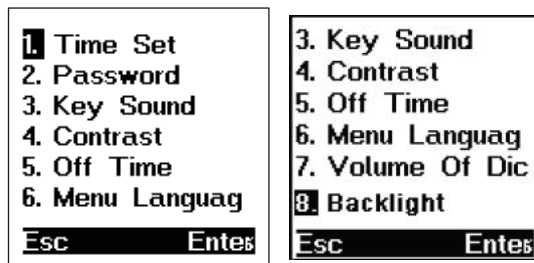 1. Time Set
2. Password
3. Key Sound
4. Contrast
5. Off Time
6. Menu Languag
Esc Enter
3. Key Sound
4. Contrast
5. Off Time
6. Menu Languag
7. Volume Of Dic
8. Backlight
Esc Enter